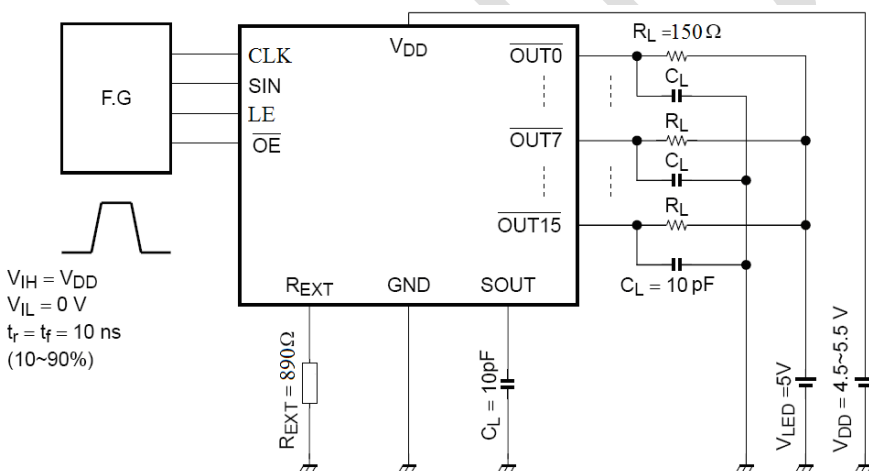 F.G
CLK
SIN
LE
OE
VDD
OUT0
OUT7
OUT15
REXT
GND
SOUT
RL =150Ω
CL
RL
CL
RL
CL = 10 pF
VIH = VDD
VIL = 0 V
tr = tf = 10 ns
(10~90%)
REXT = 890Ω
CL = 10pF
VLED =5V
VDD = 4.5~5.5 V